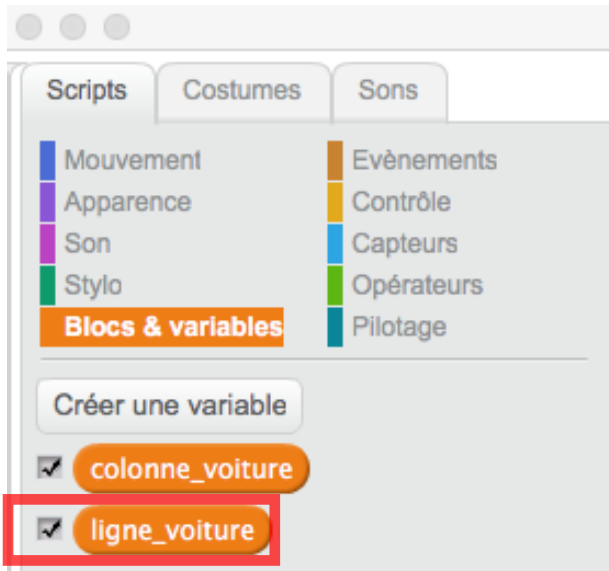 Scripts Costumes Sons
Mouvement Evènements
Apparence Contrôle
Son Capteurs
Stylo Opérateurs
Blocs & variables Pilotage
Créer une variable
colonne_voiture
ligne_voiture